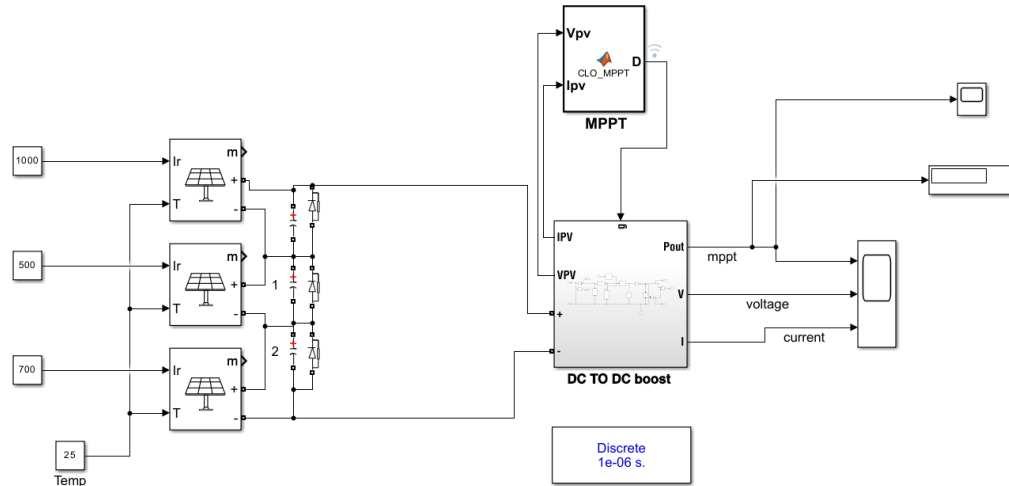 Vpv
D
CLO_MPPT
Ipv
MPPT
1000
Ir
m
+
T
-
g
500
Ir
m
+
1
T
-
IPV
Pout
mppt
VPV
V
voltage
700
Ir
m
2
+
T
-
+
I
current
-
DC TO DC boost
25
Temp
Discrete
1e-06 s.